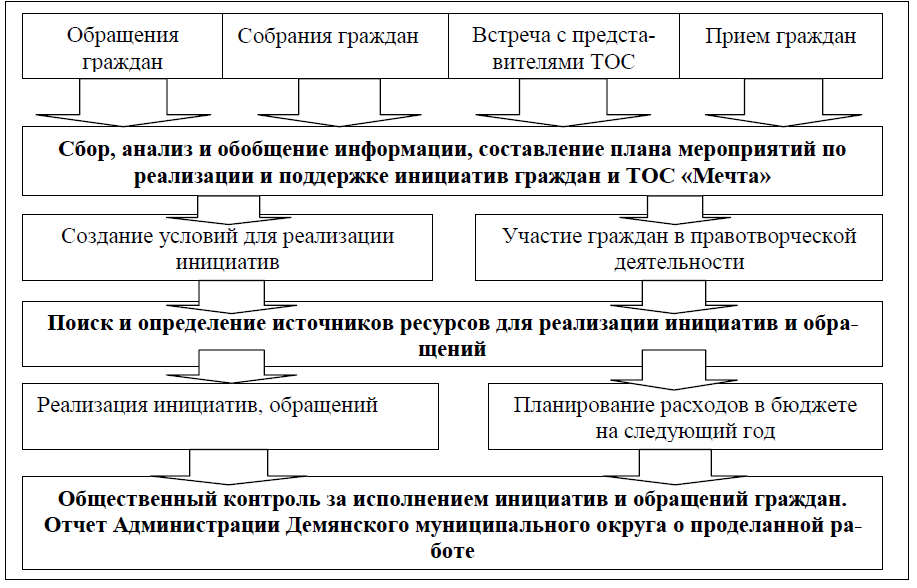 Обращения
граждан
Собрания граждан
Встреча с предста-
вителями ТОС
Прием граждан
Сбор, анализ и обобщение информации, составление плана мероприятий по
реализации и поддержке инициатив граждан и ТОС «Мечта»
Создание условий для реализации
инициатив
Участие граждан в правотворческой
деятельности
Поиск и определение источников ресурсов для реализации инициатив и обра-
щений
Реализация инициатив, обращений
Планирование расходов в бюджете
на следующий год
Общественный контроль за исполнением инициатив и обращений граждан.
Отчет Администрации Демянского муниципального округа о проделанной ра-
боте